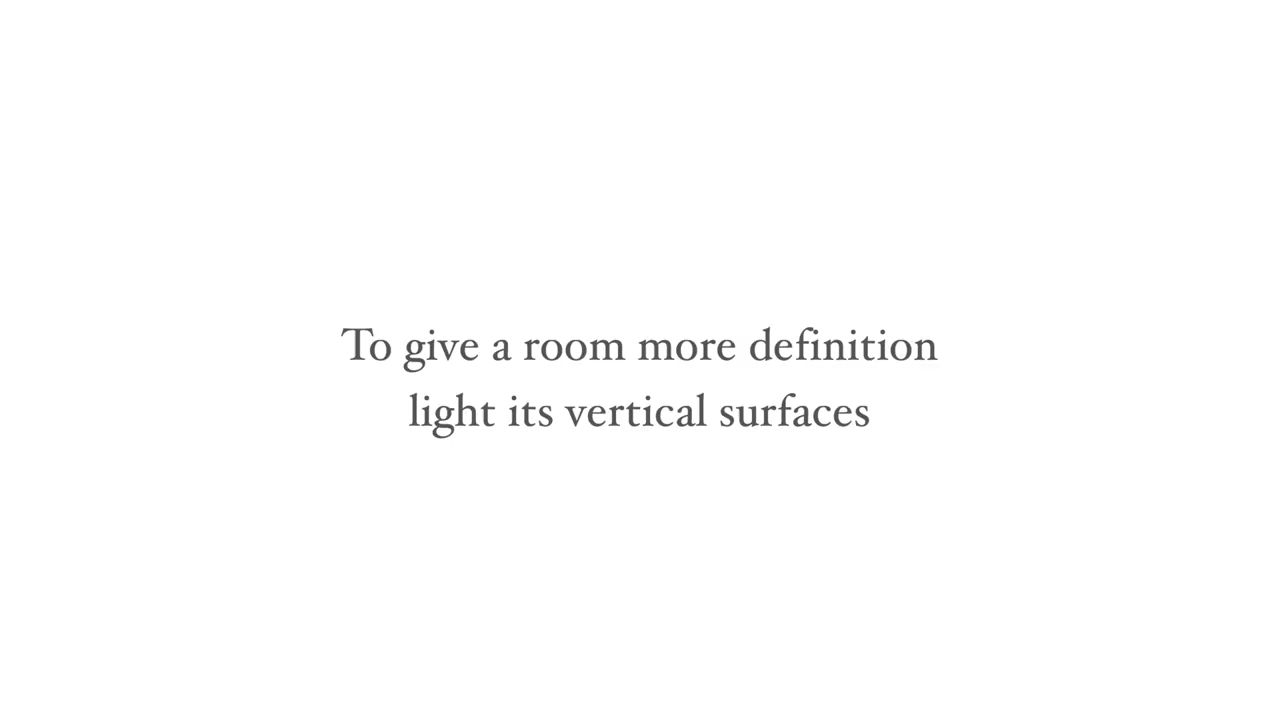 To give a room more definition
light its vertical surfaces